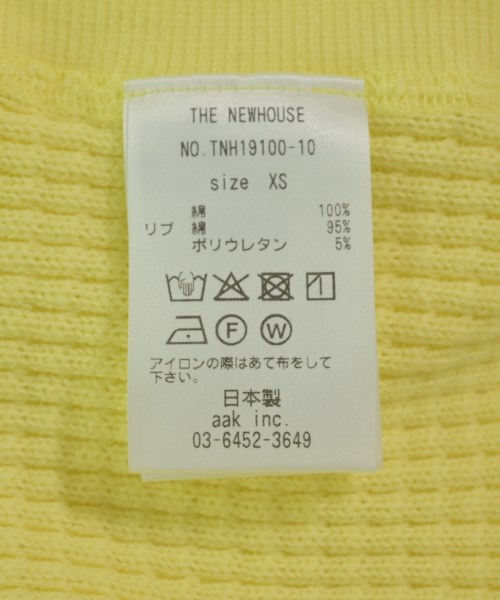 THE NEWHOUSE
NO.TNH19100-10
size XS
綿 100%
リブ 綿 95%
ポリウレタン 5%
F W
アイロンの際はあて布をして
下さい。
日本製
aak inc.
03-6452-3649